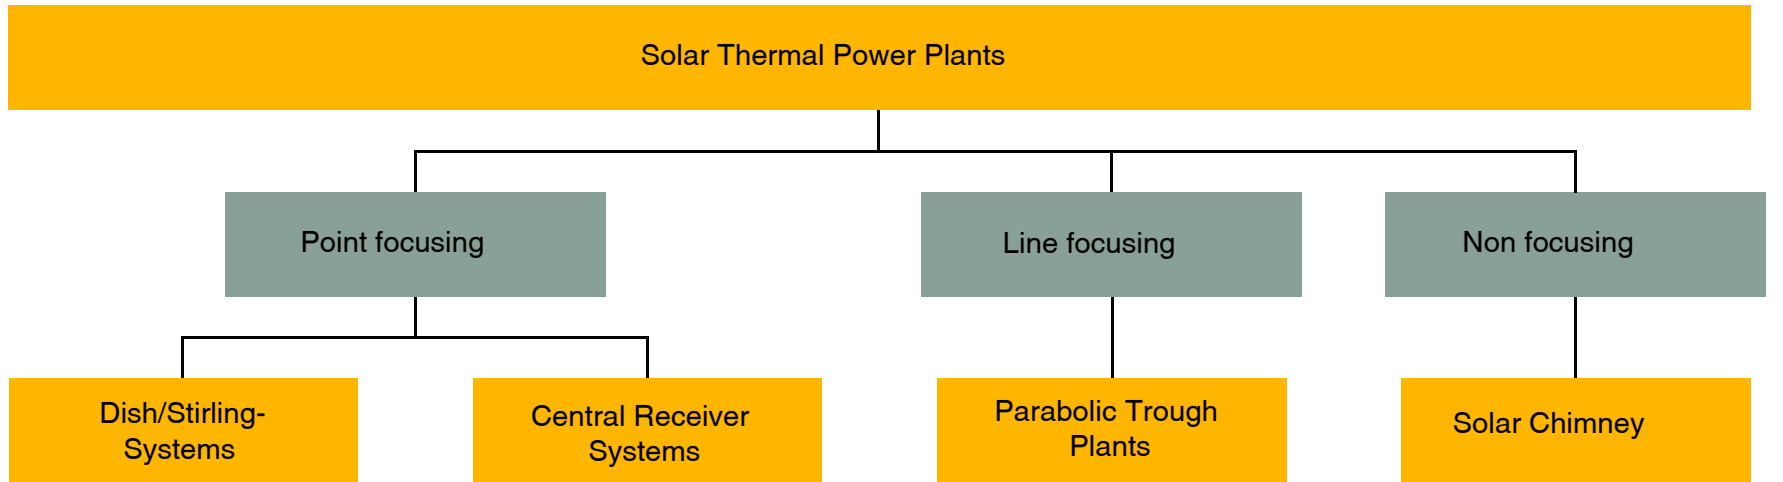 Solar Thermal Power Plants
Point focusing
Line focusing
Non focusing
Dish/Stirling-
Systems
Central Receiver
Systems
Parabolic Trough
Plants
Solar Chimney